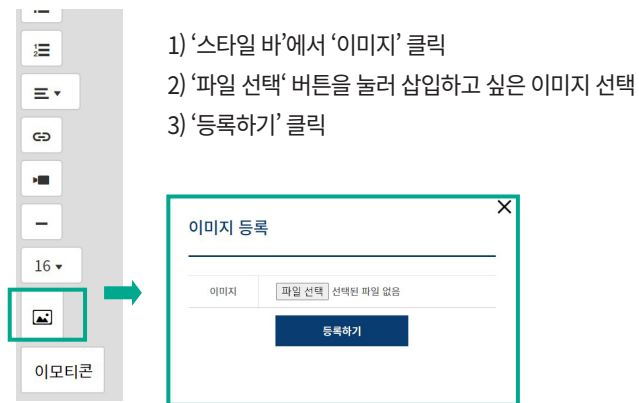 1) ‘스타일 바’에서 ‘이미지’ 클릭
2) ‘파일 선택‘ 버튼을 눌러 삽입하고 싶은 이미지 선택
3) ‘등록하기’ 클릭
16
이모티콘
이미지 등록
이미지 파일 선택 선택된 파일 없음
등록하기